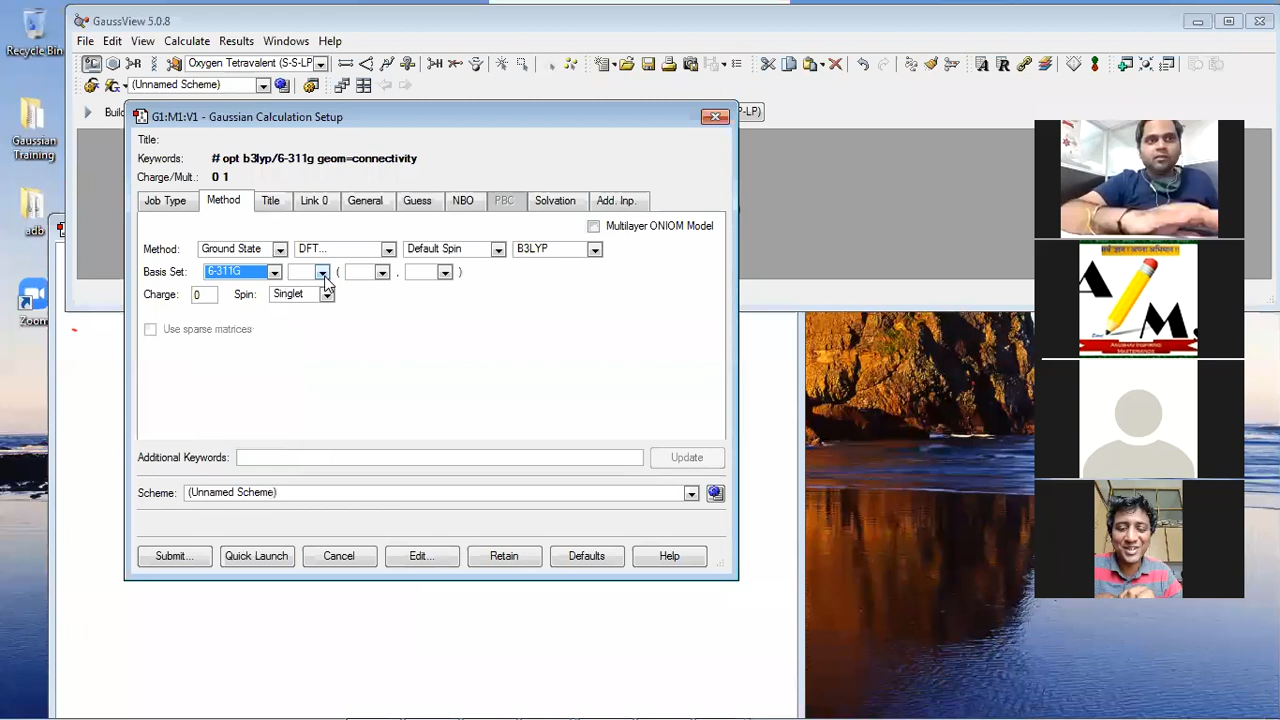 GaussView 5.0.8
Recycle Bin
File Edit View Calculate Results Windows Help
Oxygen Tetravalent (S-S-LP
(Unnamed Scheme)
G1:M1:V1 - Gaussian Calculation Setup
Title:
Keywords: # opt b3lyp/6-311g geom=connectivity
Charge/Mult.: 0 1
Job Type Method Title Link 0 General Guess NBO PBC Solvation Add. Inp.
Multilayer ONIOM Model
Method: Ground State DFT... Default Spin B3LYP
Basis Set: 6-311G ( , )
Charge: 0 Spin: Singlet
Use sparse matrices
Additional Keywords: Update
Scheme: (Unnamed Scheme)
Submit... Quick Launch Cancel Edit... Retain Defaults Help
Gaussian
Training
adb
Zoom
A
M